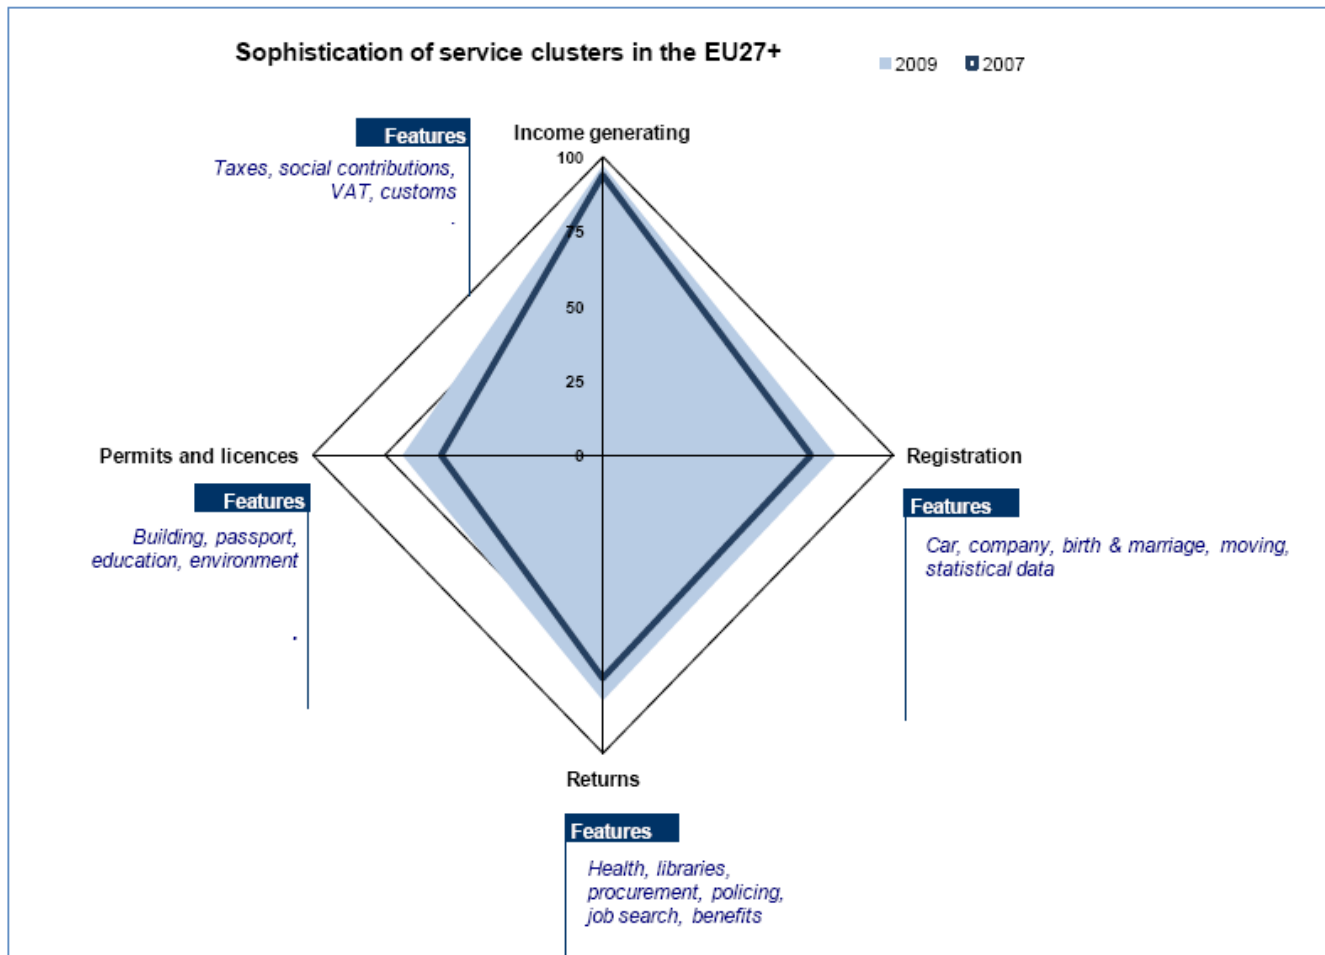 Sophistication of service clusters in the EU27+
2009
2007
Features
Taxes, social contributions,
VAT, customs
.
Income generating
100
75
50
25
0
Permits and licences
Features
Building, passport,
education, environment
.
Registration
Features
Car, company, birth & marriage, moving,
statistical data
Returns
Features
Health, libraries,
procurement, policing,
job search, benefits